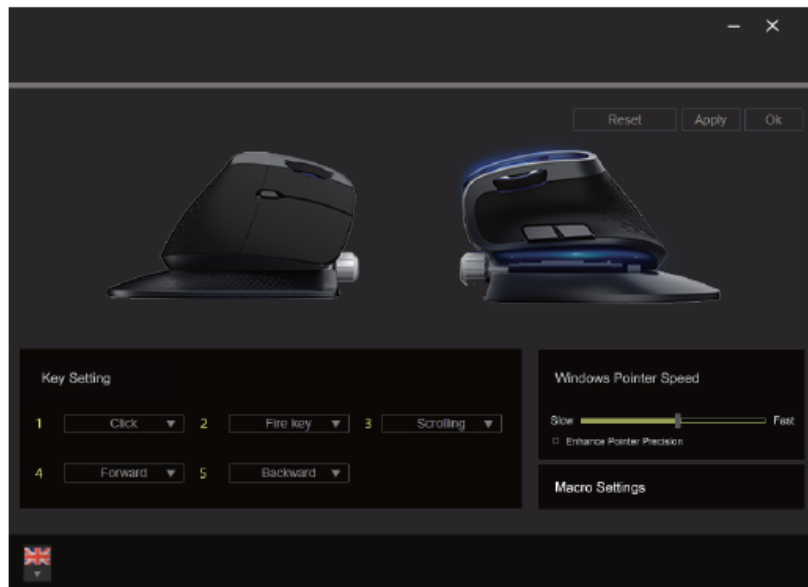 Reset Apply Ok
Key Setting
1 Click 2 Fire key 3 Scrolling
4 Forward 5 Backward
Windows Pointer Speed
Slow Fast
Enhance Pointer Precision
Macro Settings